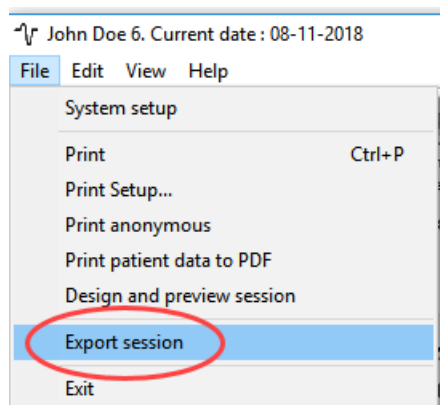 John Doe 6. Current date : 08-11-2018
File Edit View Help
System setup
Print Ctrl+P
Print Setup...
Print anonymous
Print patient data to PDF
Design and preview session
Export session
Exit